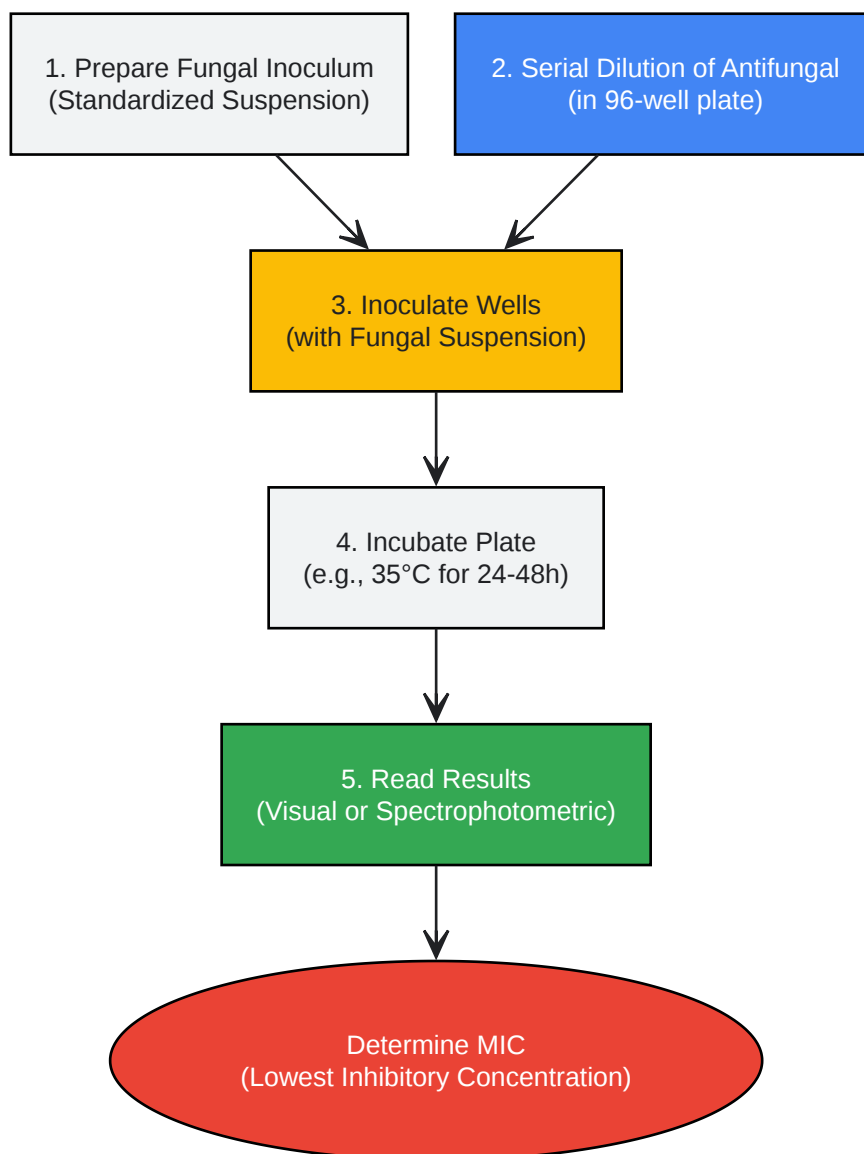 1. Prepare Fungal Inoculum
(Standardized Suspension)
2. Serial Dilution of Antifungal
(in 96-well plate)
3. Inoculate Wells
(with Fungal Suspension)
4. Incubate Plate
(e.g., 35°C for 24-48h)
5. Read Results
(Visual or Spectrophotometric)
Determine MIC
(Lowest Inhibitory Concentration)